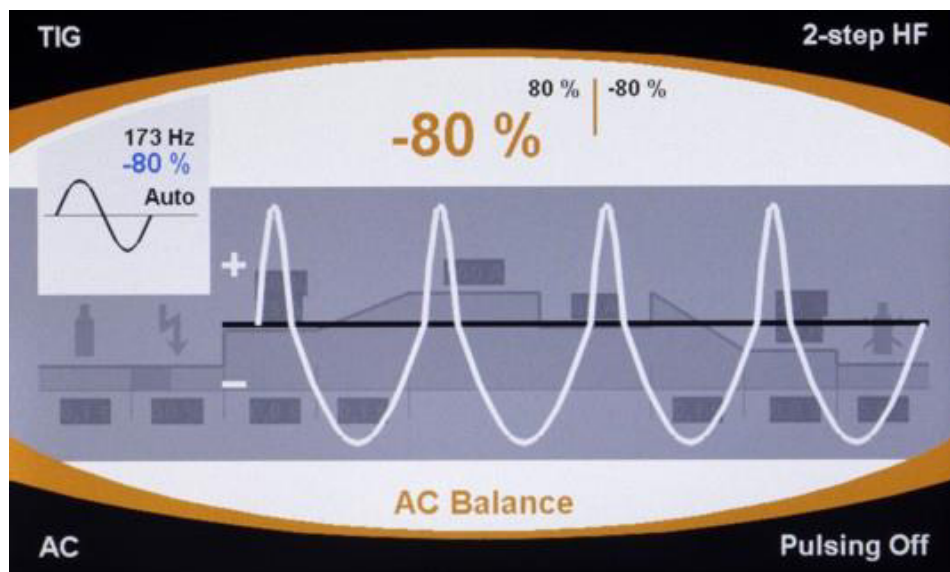 TIG
2-step HF
80 % -80 %
-80 %
173 Hz
-80 %
Auto
+
−
AC Balance
AC
Pulsing Off